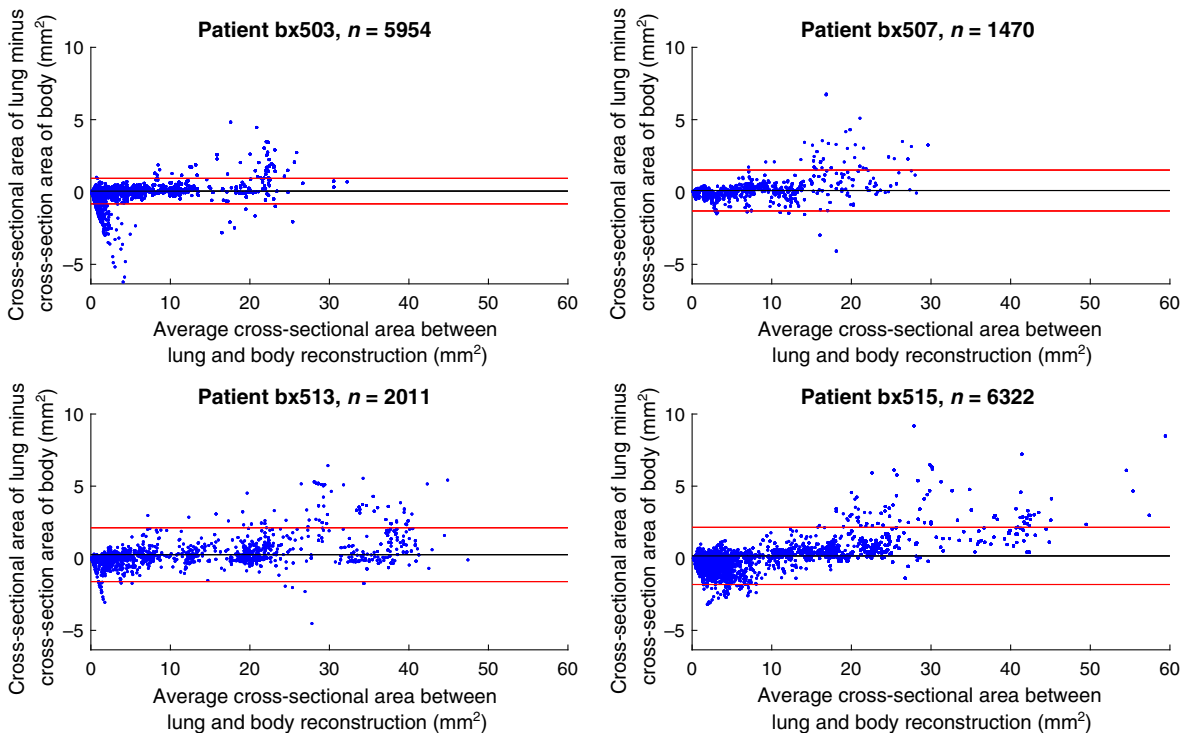 Patient bx503, n = 5954
Cross-sectional area of lung minus
cross-section area of body (mm²)
10
5
0
–5
0 10 20 30 40 50 60
Average cross-sectional area between
lung and body reconstruction (mm²)
Patient bx507, n = 1470
Cross-sectional area of lung minus
cross-section area of body (mm²)
10
5
0
–5
0 10 20 30 40 50 60
Average cross-sectional area between
lung and body reconstruction (mm²)
Patient bx513, n = 2011
Cross-sectional area of lung minus
cross-section area of body (mm²)
10
5
0
–5
0 10 20 30 40 50 60
Average cross-sectional area between
lung and body reconstruction (mm²)
Patient bx515, n = 6322
Cross-sectional area of lung minus
cross-section area of body (mm²)
10
5
0
–5
0 10 20 30 40 50 60
Average cross-sectional area between
lung and body reconstruction (mm²)